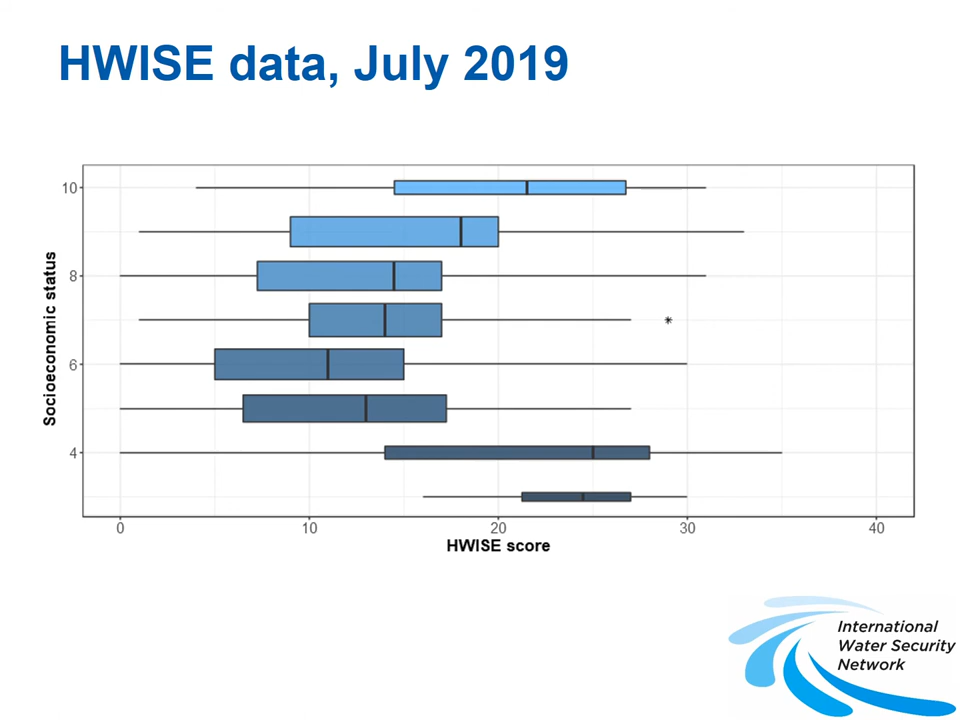 HWISE data, July 2019
10
8
6
4
Socioeconomic status
0 10 20 30 40
HWISE score
International
Water Security
Network